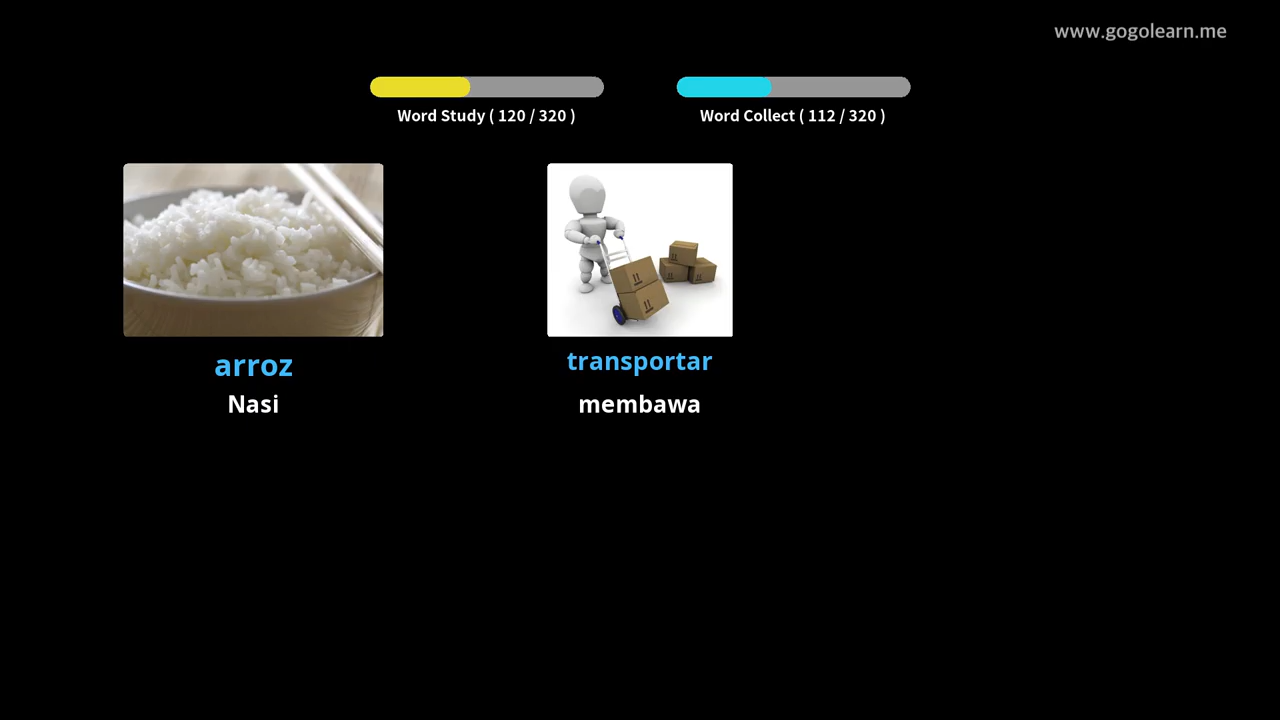 www.gogolearn.me
Word Study ( 120 / 320 )
Word Collect ( 112 / 320 )
arroz
Nasi
transportar
membawa